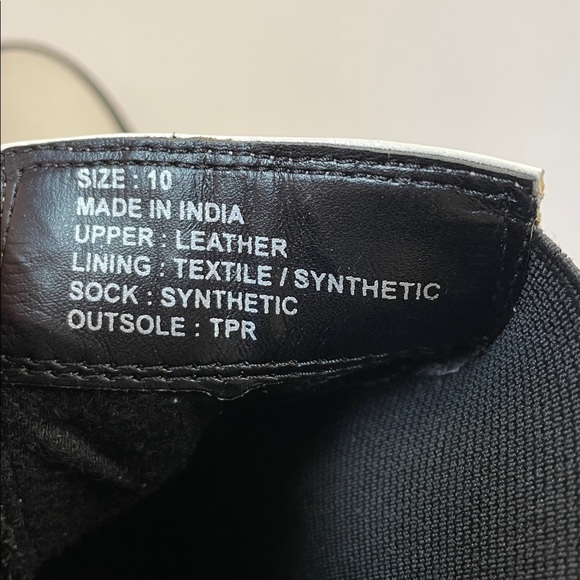 SIZE : 10
MADE IN INDIA
UPPER : LEATHER
LINING : TEXTILE / SYNTHETIC
SOCK : SYNTHETIC
OUTSOLE : TPR